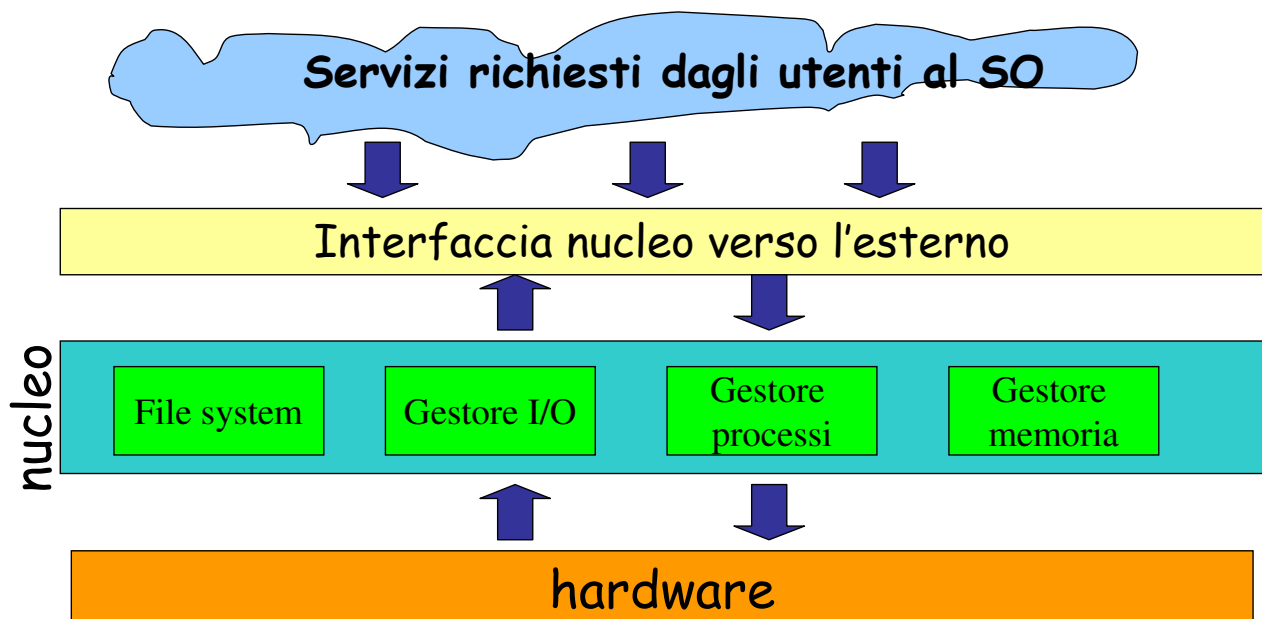 Servizi richiesti dagli utenti al SO
Interfaccia nucleo verso l'esterno
nucleo
File system
Gestore I/O
Gestore
processi
Gestore
memoria
hardware